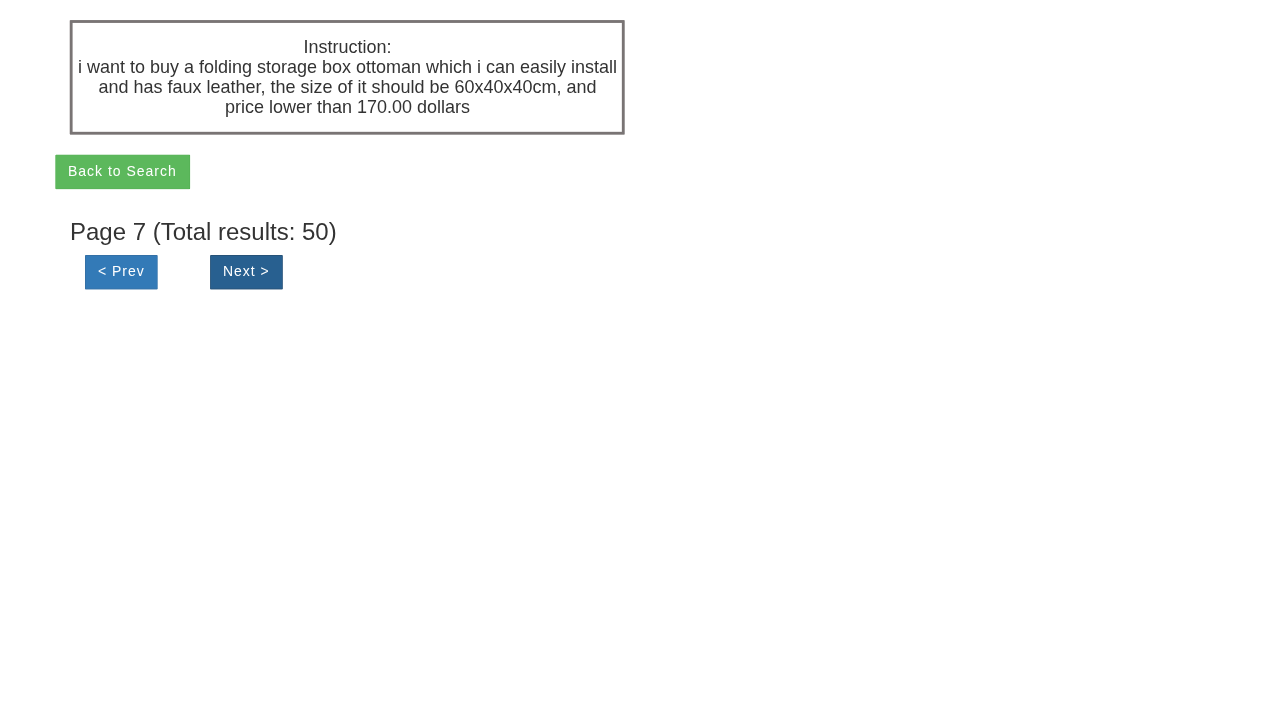 Instruction:
i want to buy a folding storage box ottoman which i can easily install
and has faux leather, the size of it should be 60x40x40cm, and
price lower than 170.00 dollars
Back to Search
Page 7 (Total results: 50)
< Prev
Next >